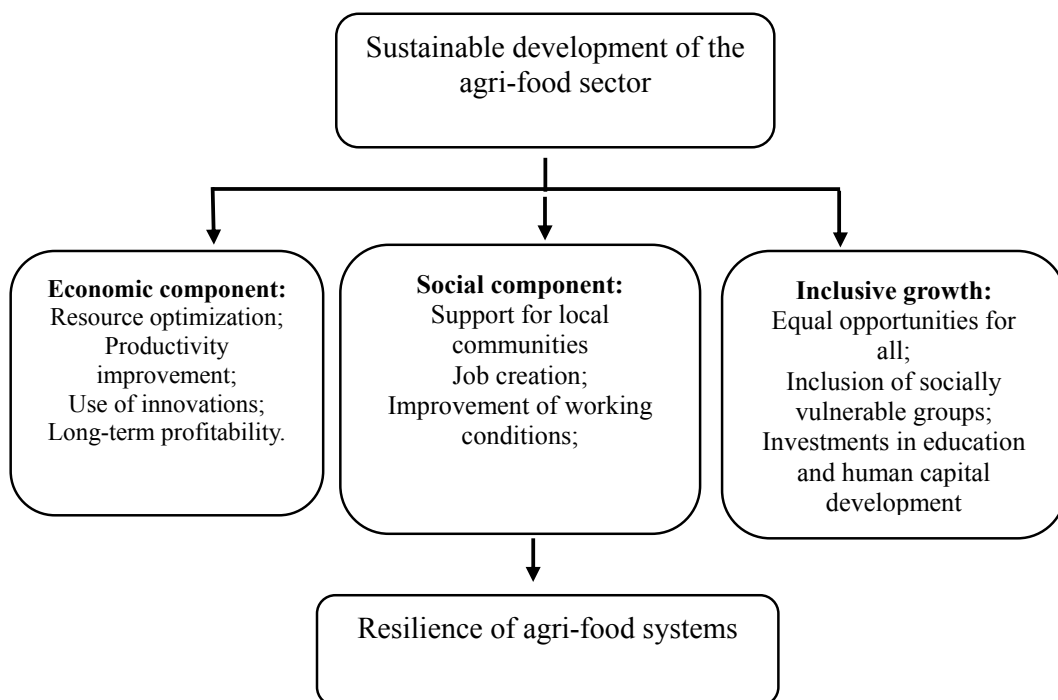 Sustainable development of the
agri-food sector
Economic component:
Resource optimization;
Productivity
improvement;
Use of innovations;
Long-term profitability.
Social component:
Support for local
communities
Job creation;
Improvement of working
conditions;
Inclusive growth:
Equal opportunities for
all;
Inclusion of socially
vulnerable groups;
Investments in education
and human capital
development
Resilience of agri-food systems